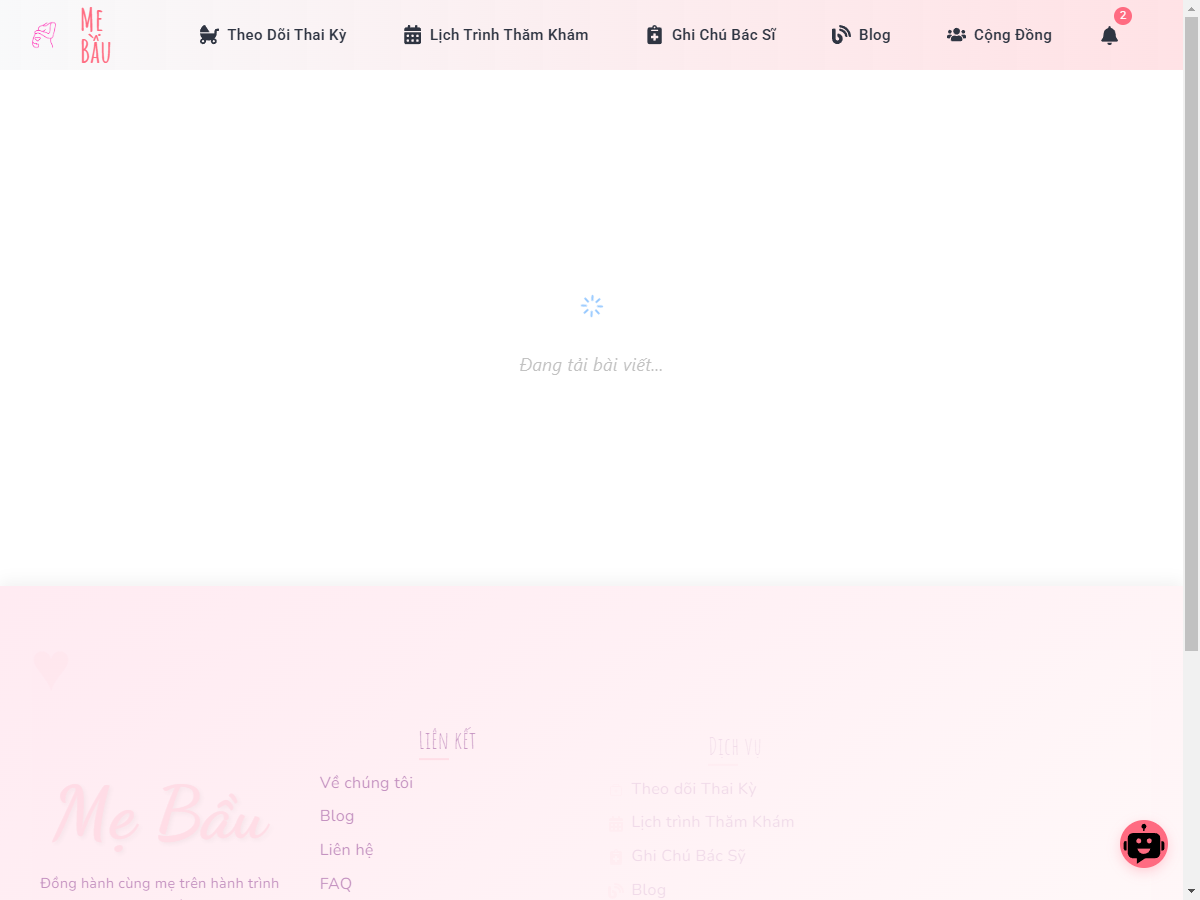 Mẹ
Bầu
Theo Dõi Thai Kỳ
Lịch Trình Thăm Khám
Ghi Chú Bác Sĩ
Blog
Cộng Đồng
2
Đang tải bài viết...
Mẹ Bầu
Đồng hành cùng mẹ trên hành trình
Liên kết
Về chúng tôi
Blog
Liên hệ
FAQ
Dịch vụ
Theo dõi Thai Kỳ
Lịch trình Thăm Khám
Ghi Chú Bác Sỹ
Blog